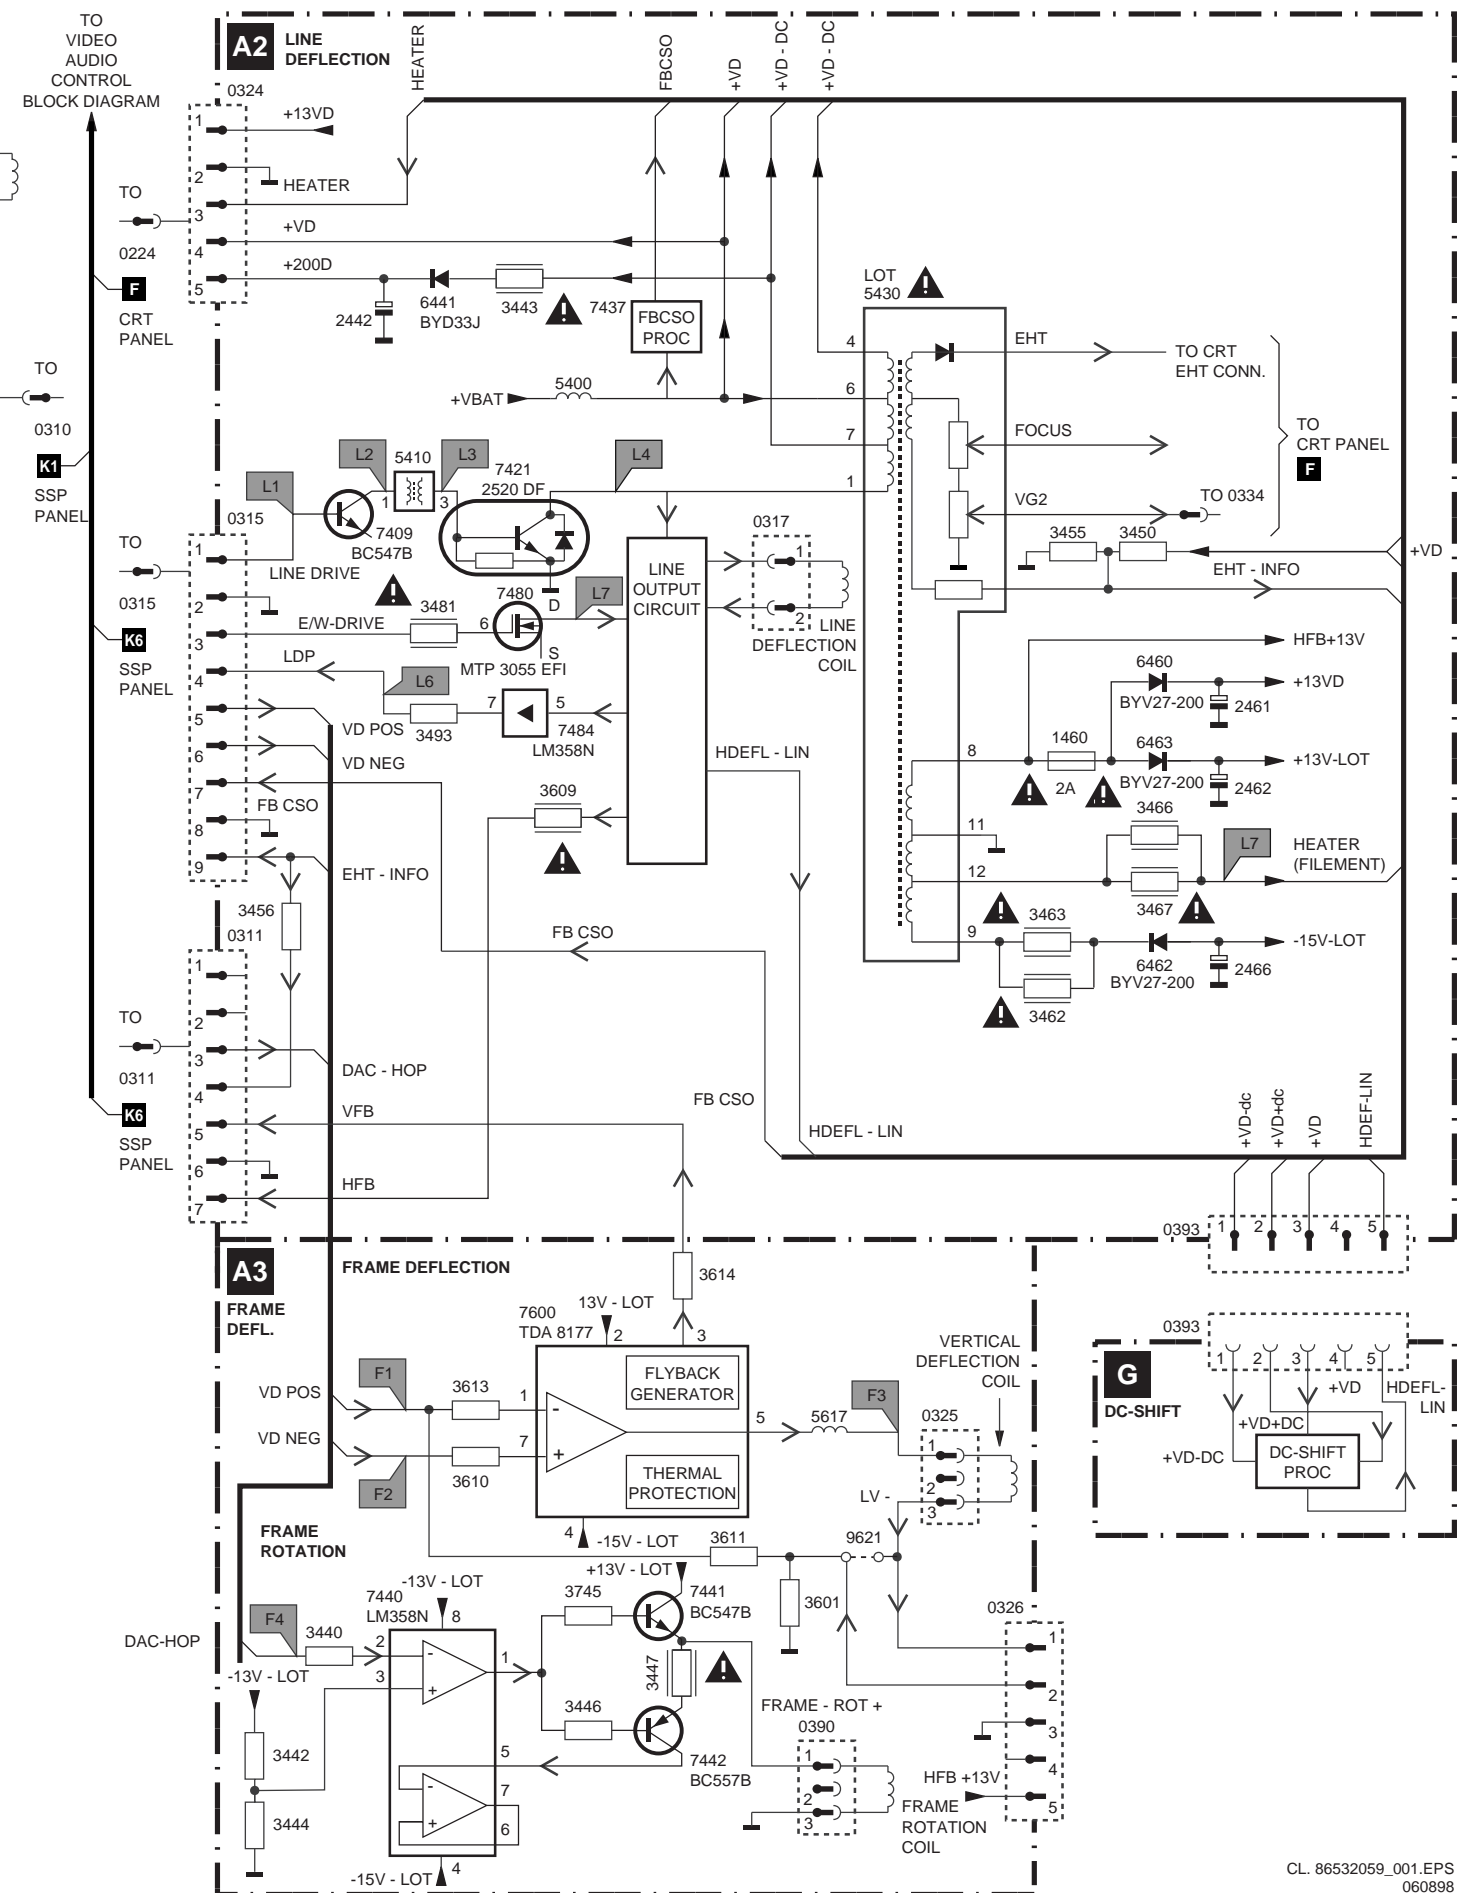 TO
VIDEO
AUDIO
CONTROL
BLOCK DIAGRAM
A2
LINE
DEFLECTION
HEATER
FBCSO
+VD
+VD - DC
+VD - DC
0324
1
+13VD
2
HEATER
3
+VD
4
+200D
5
TO
0224
F
CRT
PANEL
2442
6441
BYD33J
3443
7437
FBCSO
PROC
LOT
5430
+VBAT
5400
4
6
7
1
EHT
TO CRT
EHT CONN.
FOCUS
TO
CRT PANEL
F
VG2
TO 0334
TO
0310
K1
SSP
PANEL
L1
L2
5410
L3
7421
2520 DF
L4
1
3
7409
BC547B
0315
1
LINE DRIVE
TO
0315
K6
SSP
PANEL
2
3
E/W-DRIVE
4
LDP
5
VD POS
6
VD NEG
7
FB CSO
8
9
EHT - INFO
3481
7480
6
D
S
L7
MTP 3055 EFI
L6
3493
7
5
7484
LM358N
3609
LINE
OUTPUT
CIRCUIT
0317
1
2
LINE
DEFLECTION
COIL
HDEFL - LIN
3455
3450
+VD
EHT - INFO
HFB+13V
6460
BYV27-200
+13VD
2461
8
1460
2A
6463
BYV27-200
+13V-LOT
2462
11
3466
L7
HEATER
(FILEMENT)
12
3467
9
3463
6462
BYV27-200
-15V-LOT
2466
3462
3456
0311
FB CSO
1
2
3
DAC - HOP
4
5
VFB
6
7
HFB
TO
0311
K6
SSP
PANEL
FB CSO
HDEFL - LIN
+VD-dc
+VD+dc
+VD
HDEF-LIN
0393
1
2
3
4
5
A3
FRAME DEFLECTION
FRAME
DEFL.
3614
7600
TDA 8177
13V - LOT
2
3
FLYBACK
GENERATOR
THERMAL
PROTECTION
VD POS
F1
3613
1
-
VD NEG
F2
3610
7
+
4
-15V - LOT
5
5617
F3
VERTICAL
DEFLECTION
COIL
0325
1
2
3
LV -
3611
9621
3601
0393
1
2
3
4
5
G
DC-SHIFT
+VD
HDEFL-
LIN
+VD+DC
+VD-DC
DC-SHIFT
PROC
FRAME
ROTATION
DAC-HOP
F4
3440
7440
LM358N
-13V - LOT
8
2
-
3
+
1
-13V - LOT
3442
3444
3745
+13V - LOT
7441
BC547B
3447
3446
7442
BC557B
5
7
6
-
+
-15V - LOT
4
FRAME - ROT +
0390
1
2
3
FRAME
ROTATION
COIL
HFB +13V
0326
1
2
3
4
5
CL. 86532059_001.EPS
060898